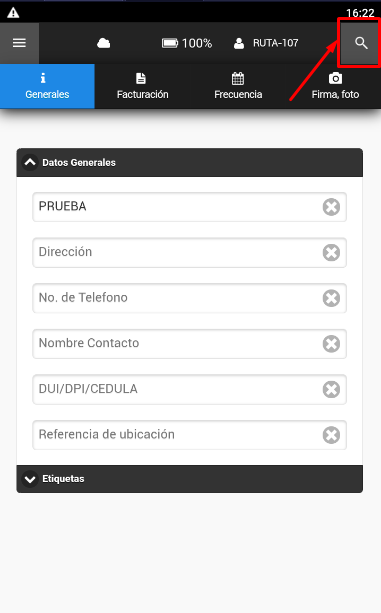 16:22
100% RUTA-107
Generales Facturación Frecuencia Firma, foto
Datos Generales
PRUEBA
Dirección
No. de Telefono
Nombre Contacto
DUI/DPI/CEDULA
Referencia de ubicación
Etiquetas